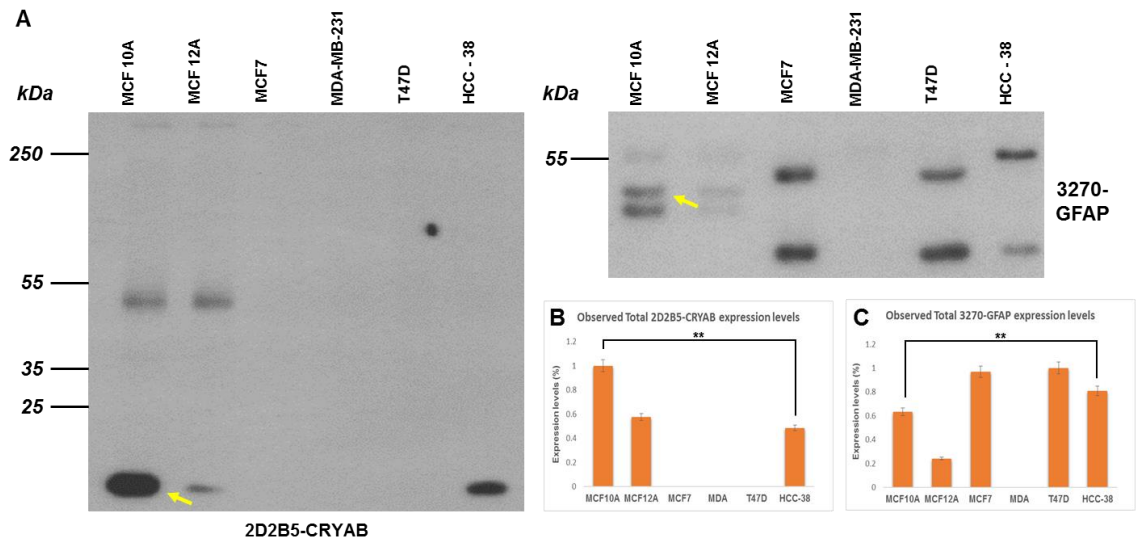 A
kDa
MCF 10A
MCF 12A
MCF7
MDA-MB-231
T47D
HCC - 38
250
55
35
25
2D2B5-CRYAB
kDa
MCF 10A
MCF 12A
MCF7
MDA-MB-231
T47D
HCC - 38
55
3270-
GFAP
B
Observed Total 2D2B5-CRYAB expression levels
**
Expression levels (%)
1.2
1
0.8
0.6
0.4
0.2
0
MCF10A MCF12A MCF7 MDA T47D HCC-38
C
Observed Total 3270-GFAP expression levels
**
Expression levels (%)
1.2
1
0.8
0.6
0.4
0.2
0
MCF10A MCF12A MCF7 MDA T47D HCC-38